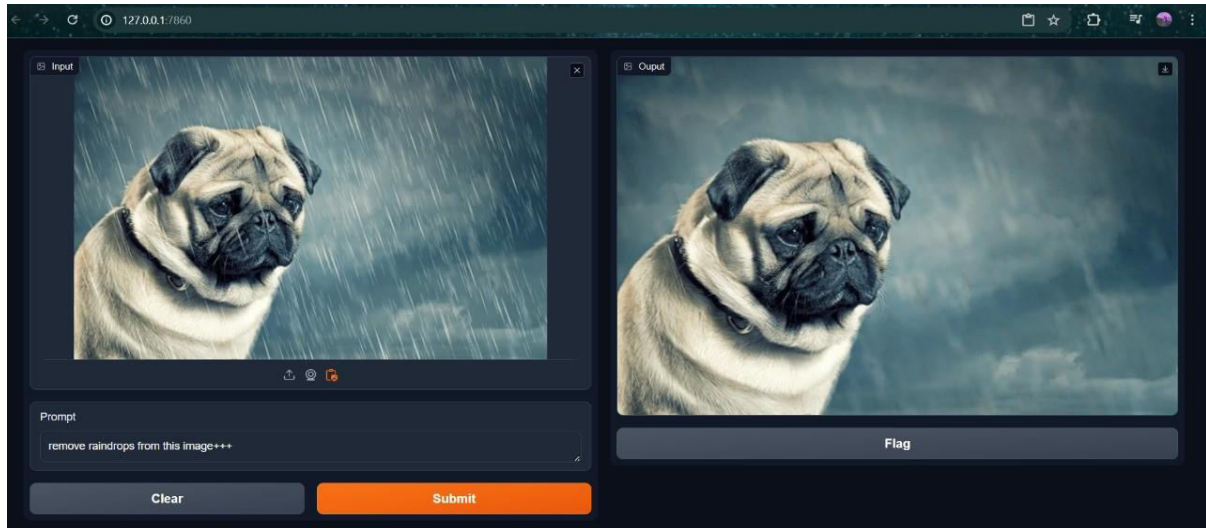 127.0.0.1:7860
Input
Ouput
Prompt
remove raindrops from this image+++
Flag
Clear
Submit